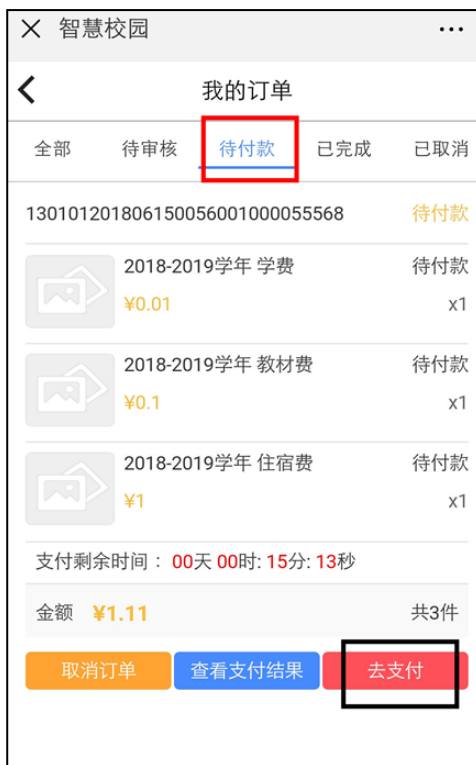 智慧校园
我的订单
全部 待审核 待付款 已完成 已取消
130101201806150056001000055568 待付款
2018-2019学年 学费 待付款
¥0.01 x1
2018-2019学年 教材费 待付款
¥0.1 x1
2018-2019学年 住宿费 待付款
¥1 x1
支付剩余时间： 00天 00时: 15分: 13秒
金额 ¥1.11 共3件
取消订单 查看支付结果 去支付